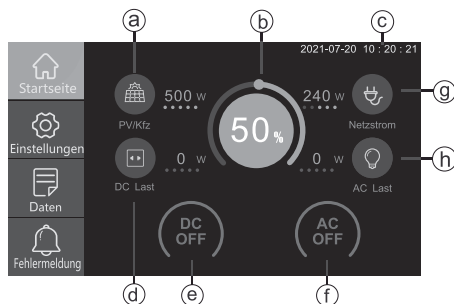 a b c
2021-07-20 10 : 20 : 21
Startseite
500 W
240 W
PV/Kfz
50%
Netzstrom
g
Einstellungen
0 W
0 W
DC Last
AC Last
h
Daten
DC
OFF
AC
OFF
Fehlermeldung
d e f